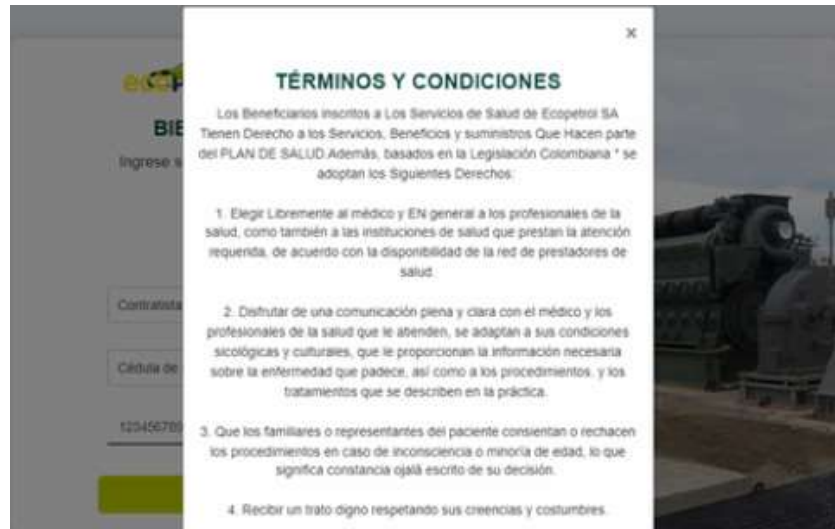 ×
TÉRMINOS Y CONDICIONES
Los Beneficiarios inscritos a Los Servicios de Salud de Ecopetrol SA
Tienen Derecho a los Servicios, Beneficios y suministros Que Hacen parte
del PLAN DE SALUD.Además, basados en la Legislación Colombiana * se
adoptan los Siguientes Derechos:
1. Elegir Libremente al médico y EN general a los profesionales de la
salud, como también a las instituciones de salud que prestan la atención
requerida, de acuerdo con la disponibilidad de la red de prestadores de
salud.
2. Disfrutar de una comunicación plena y clara con el médico y los
profesionales de la salud que le atienden, se adaptan a sus condiciones
sicológicas y culturales, que le proporcionan la información necesaria
sobre la enfermedad que padece, así como a los procedimientos, y los
tratamientos que se describen en la práctica.
3. Que los familiares o representantes del paciente consientan o rechacen
los procedimientos en caso de inconsciencia o minoría de edad, lo que
significa constancia ojalá escrito de su decisión.
4. Recibir un trato digno respetando sus creencias y costumbres.
BIE
Ingrese s
Contratista
Cédula de
123456789